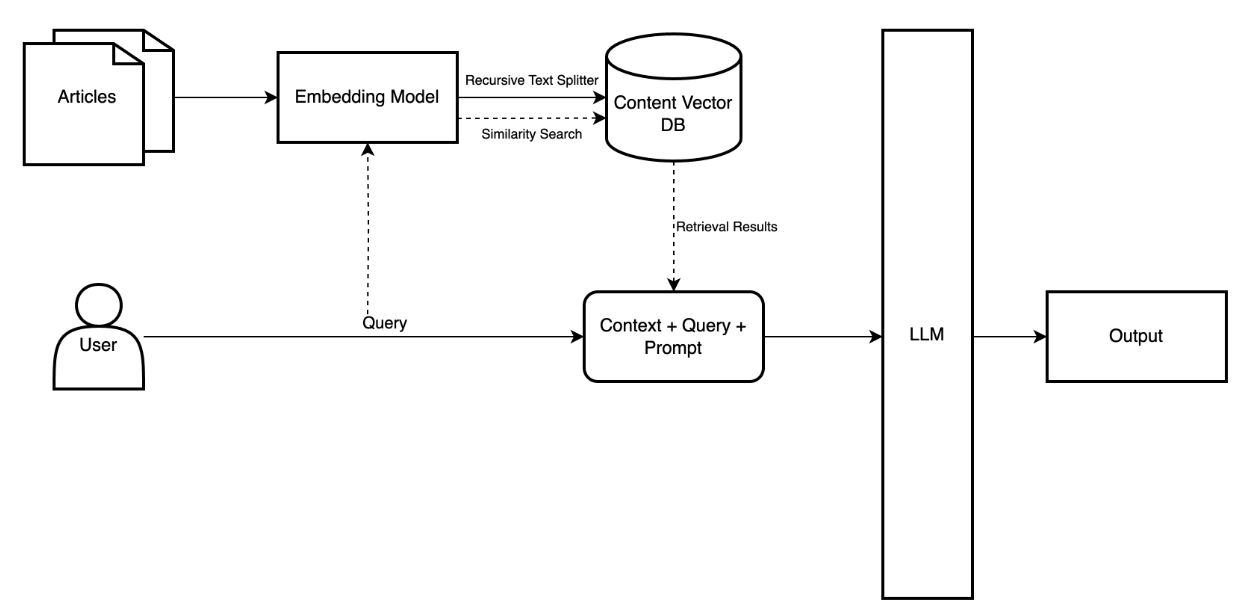 Articles
Embedding Model
Recursive Text Splitter
Similarity Search
Content Vector
DB
Retrieval Results
User
Query
Context + Query +
Prompt
LLM
Output